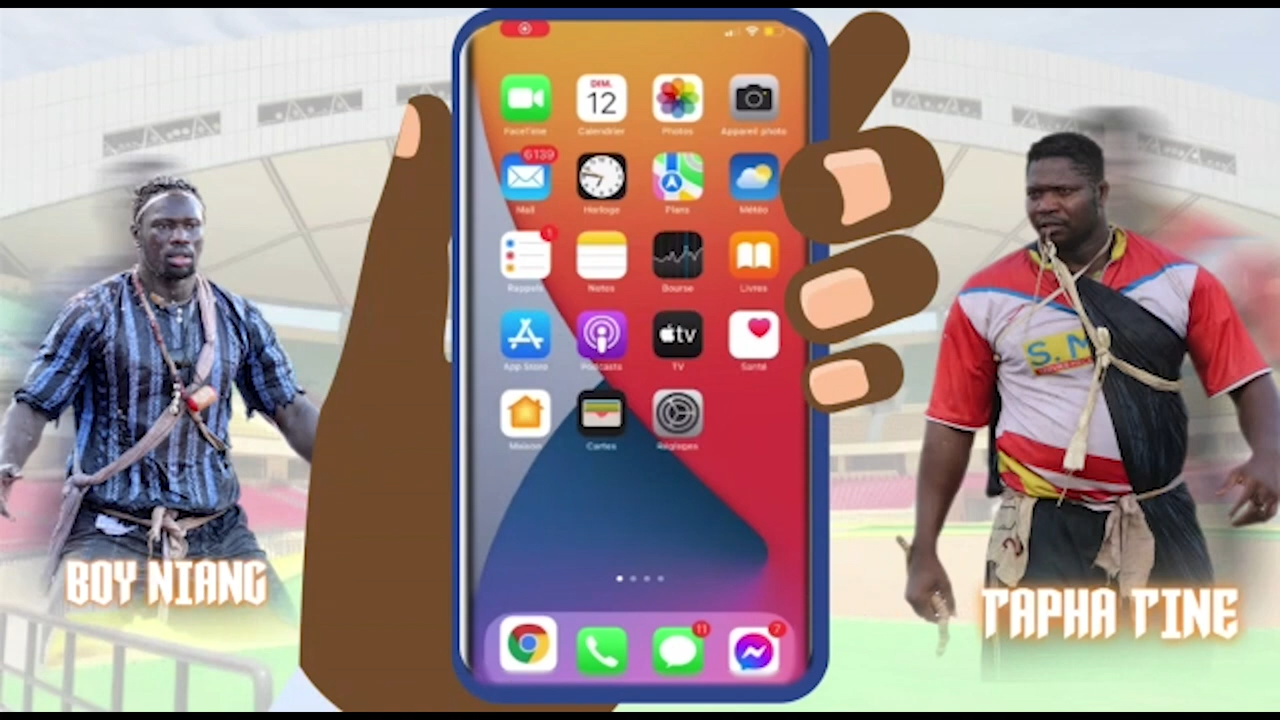 DIM.
12
FaceTime
Calendrier
Photos
Appareil photo
6139
Mail
Horloge
Plans
Météo
1
Rappels
Notes
Bourse
Livres
tv
App Store
Podcasts
TV
Santé
Maison
Cartes
Réglages
S.M
BOY NIANG
TAPHA TINE
11
7